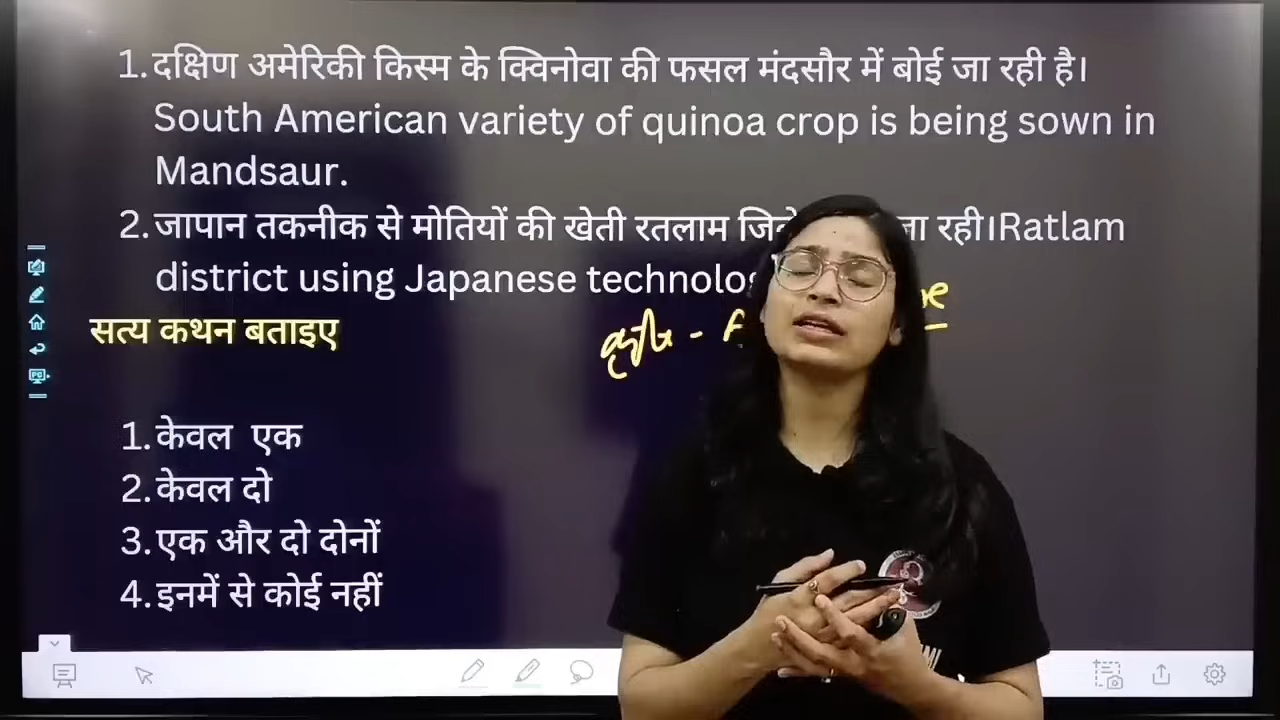 1. दक्षिण अमेरिकी किस्म के क्विनोवा की फसल मंदसौर में बोई जा रही है।
South American variety of quinoa crop is being sown in
Mandsaur.
2. जापान तकनीक से मोतियों की खेती रतलाम जा रही।Ratlam
district using Japanese
सत्य कथन बताइए
कृषि -
1. केवल एक
2. केवल दो
3. एक और दो दोनों
4. इनमें से कोई नहीं